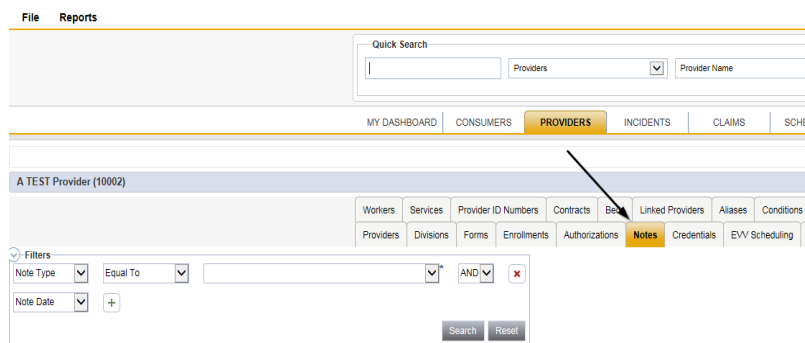 File Reports
Quick Search
Providers Provider Name
MY DASHBOARD CONSUMERS PROVIDERS INCIDENTS CLAIMS SCHE
A TEST Provider (10002)
Workers Services Provider ID Numbers Contracts Linked Providers Aliases Conditions
Providers Divisions Forms Enrollments Authorizations Notes Credentials EVV Scheduling
Filters
Note Type Equal To * AND
Note Date
Search Reset